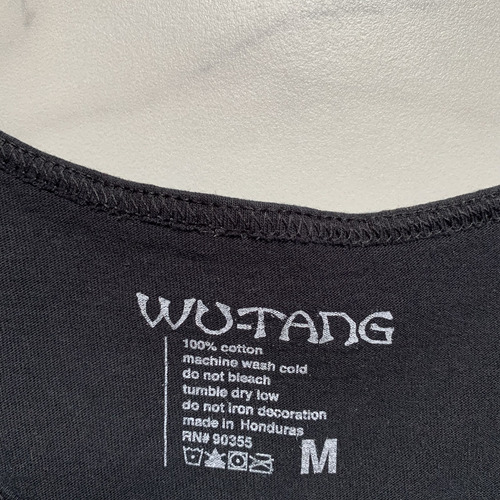 WU-TANG
100% cotton
machine wash cold
do not bleach
tumble dry low
do not iron decoration
made in Honduras
RN# 90355
M